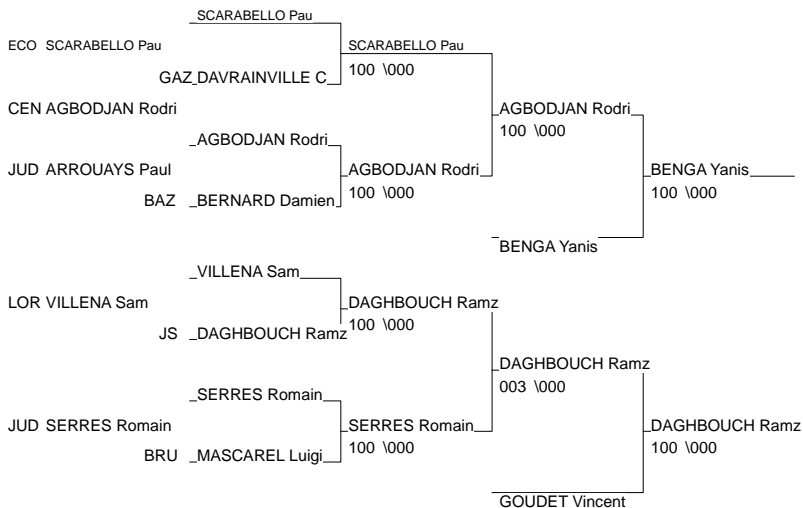 SCARABELLO Pau
ECO SCARABELLO Pau
SCARABELLO Pau
GAZ DAVRAINVILLE C
100 \000
CEN AGBODJAN Rodri
AGBODJAN Rodri
100 \000
AGBODJAN Rodri
JUD ARROUAYS Paul
AGBODJAN Rodri
BENGA Yanis
100 \000
100 \000
BAZ BERNARD Damien
BENGA Yanis
VILLENA Sam
LOR VILLENA Sam
DAGHBOUCH Ramz
100 \000
JS DAGHBOUCH Ramz
DAGHBOUCH Ramz
003 \000
SERRES Romain
JUD SERRES Romain
SERRES Romain
DAGHBOUCH Ramz
100 \000
100 \000
BRU MASCAREL Luigi
GOUDET Vincent